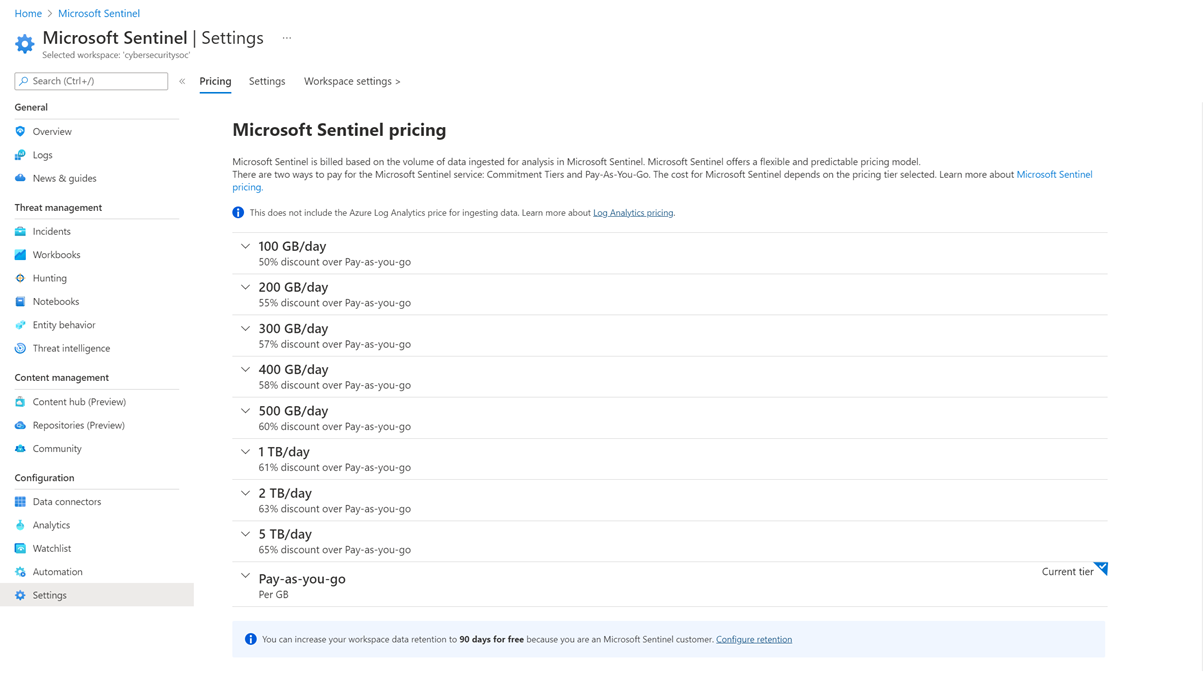 Home > Microsoft Sentinel
Microsoft Sentinel | Settings ...
Selected workspace: 'cybersecuritysoc'
Search (Ctrl+/)
«
Pricing Settings Workspace settings >
General
Overview
Logs
News & guides
Threat management
Incidents
Workbooks
Hunting
Notebooks
Entity behavior
Threat intelligence
Content management
Content hub (Preview)
Repositories (Preview)
Community
Configuration
Data connectors
Analytics
Watchlist
Automation
Settings
Microsoft Sentinel pricing
Microsoft Sentinel is billed based on the volume of data ingested for analysis in Microsoft Sentinel. Microsoft Sentinel offers a flexible and predictable pricing model.
There are two ways to pay for the Microsoft Sentinel service: Commitment Tiers and Pay-As-You-Go. The cost for Microsoft Sentinel depends on the pricing tier selected. Learn more about Microsoft Sentinel
pricing.
This does not include the Azure Log Analytics price for ingesting data. Learn more about Log Analytics pricing.
100 GB/day
50% discount over Pay-as-you-go
200 GB/day
55% discount over Pay-as-you-go
300 GB/day
57% discount over Pay-as-you-go
400 GB/day
58% discount over Pay-as-you-go
500 GB/day
60% discount over Pay-as-you-go
1 TB/day
61% discount over Pay-as-you-go
2 TB/day
63% discount over Pay-as-you-go
5 TB/day
65% discount over Pay-as-you-go
Pay-as-you-go
Per GB
Current tier
You can increase your workspace data retention to 90 days for free because you are an Microsoft Sentinel customer. Configure retention